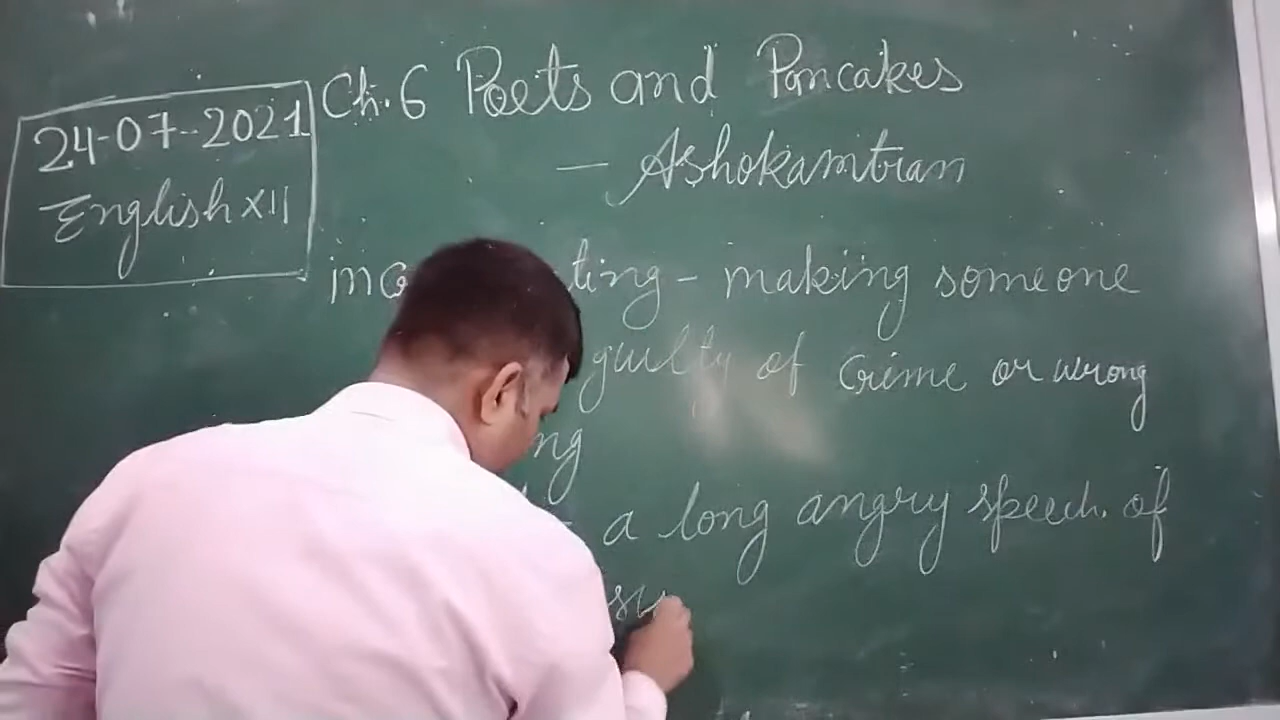 24-07-2021
English XII
Ch. 6 Poets and Pancakes
- Ashokamitran
ting - making someone
guilty of crime or wrong
ng
- a long angry speech of